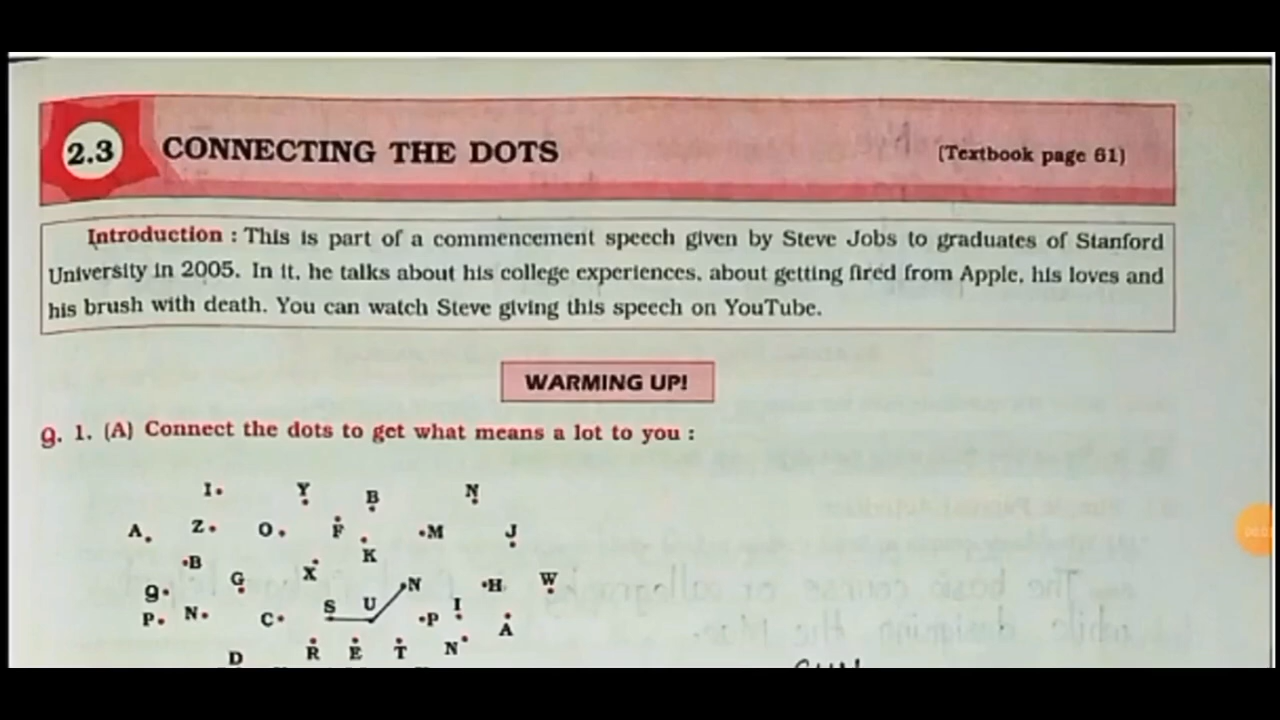 2.3 CONNECTING THE DOTS (Textbook page 61)
Introduction : This is part of a commencement speech given by Steve Jobs to graduates of Stanford
University in 2005. In it, he talks about his college experiences, about getting fired from Apple, his loves and
his brush with death. You can watch Steve giving this speech on YouTube.
WARMING UP!
Q. 1. (A) Connect the dots to get what means a lot to you :
I Y B N
A Z O F M J
B K
Q G X N H W
P N C S U P I A
D R E T N